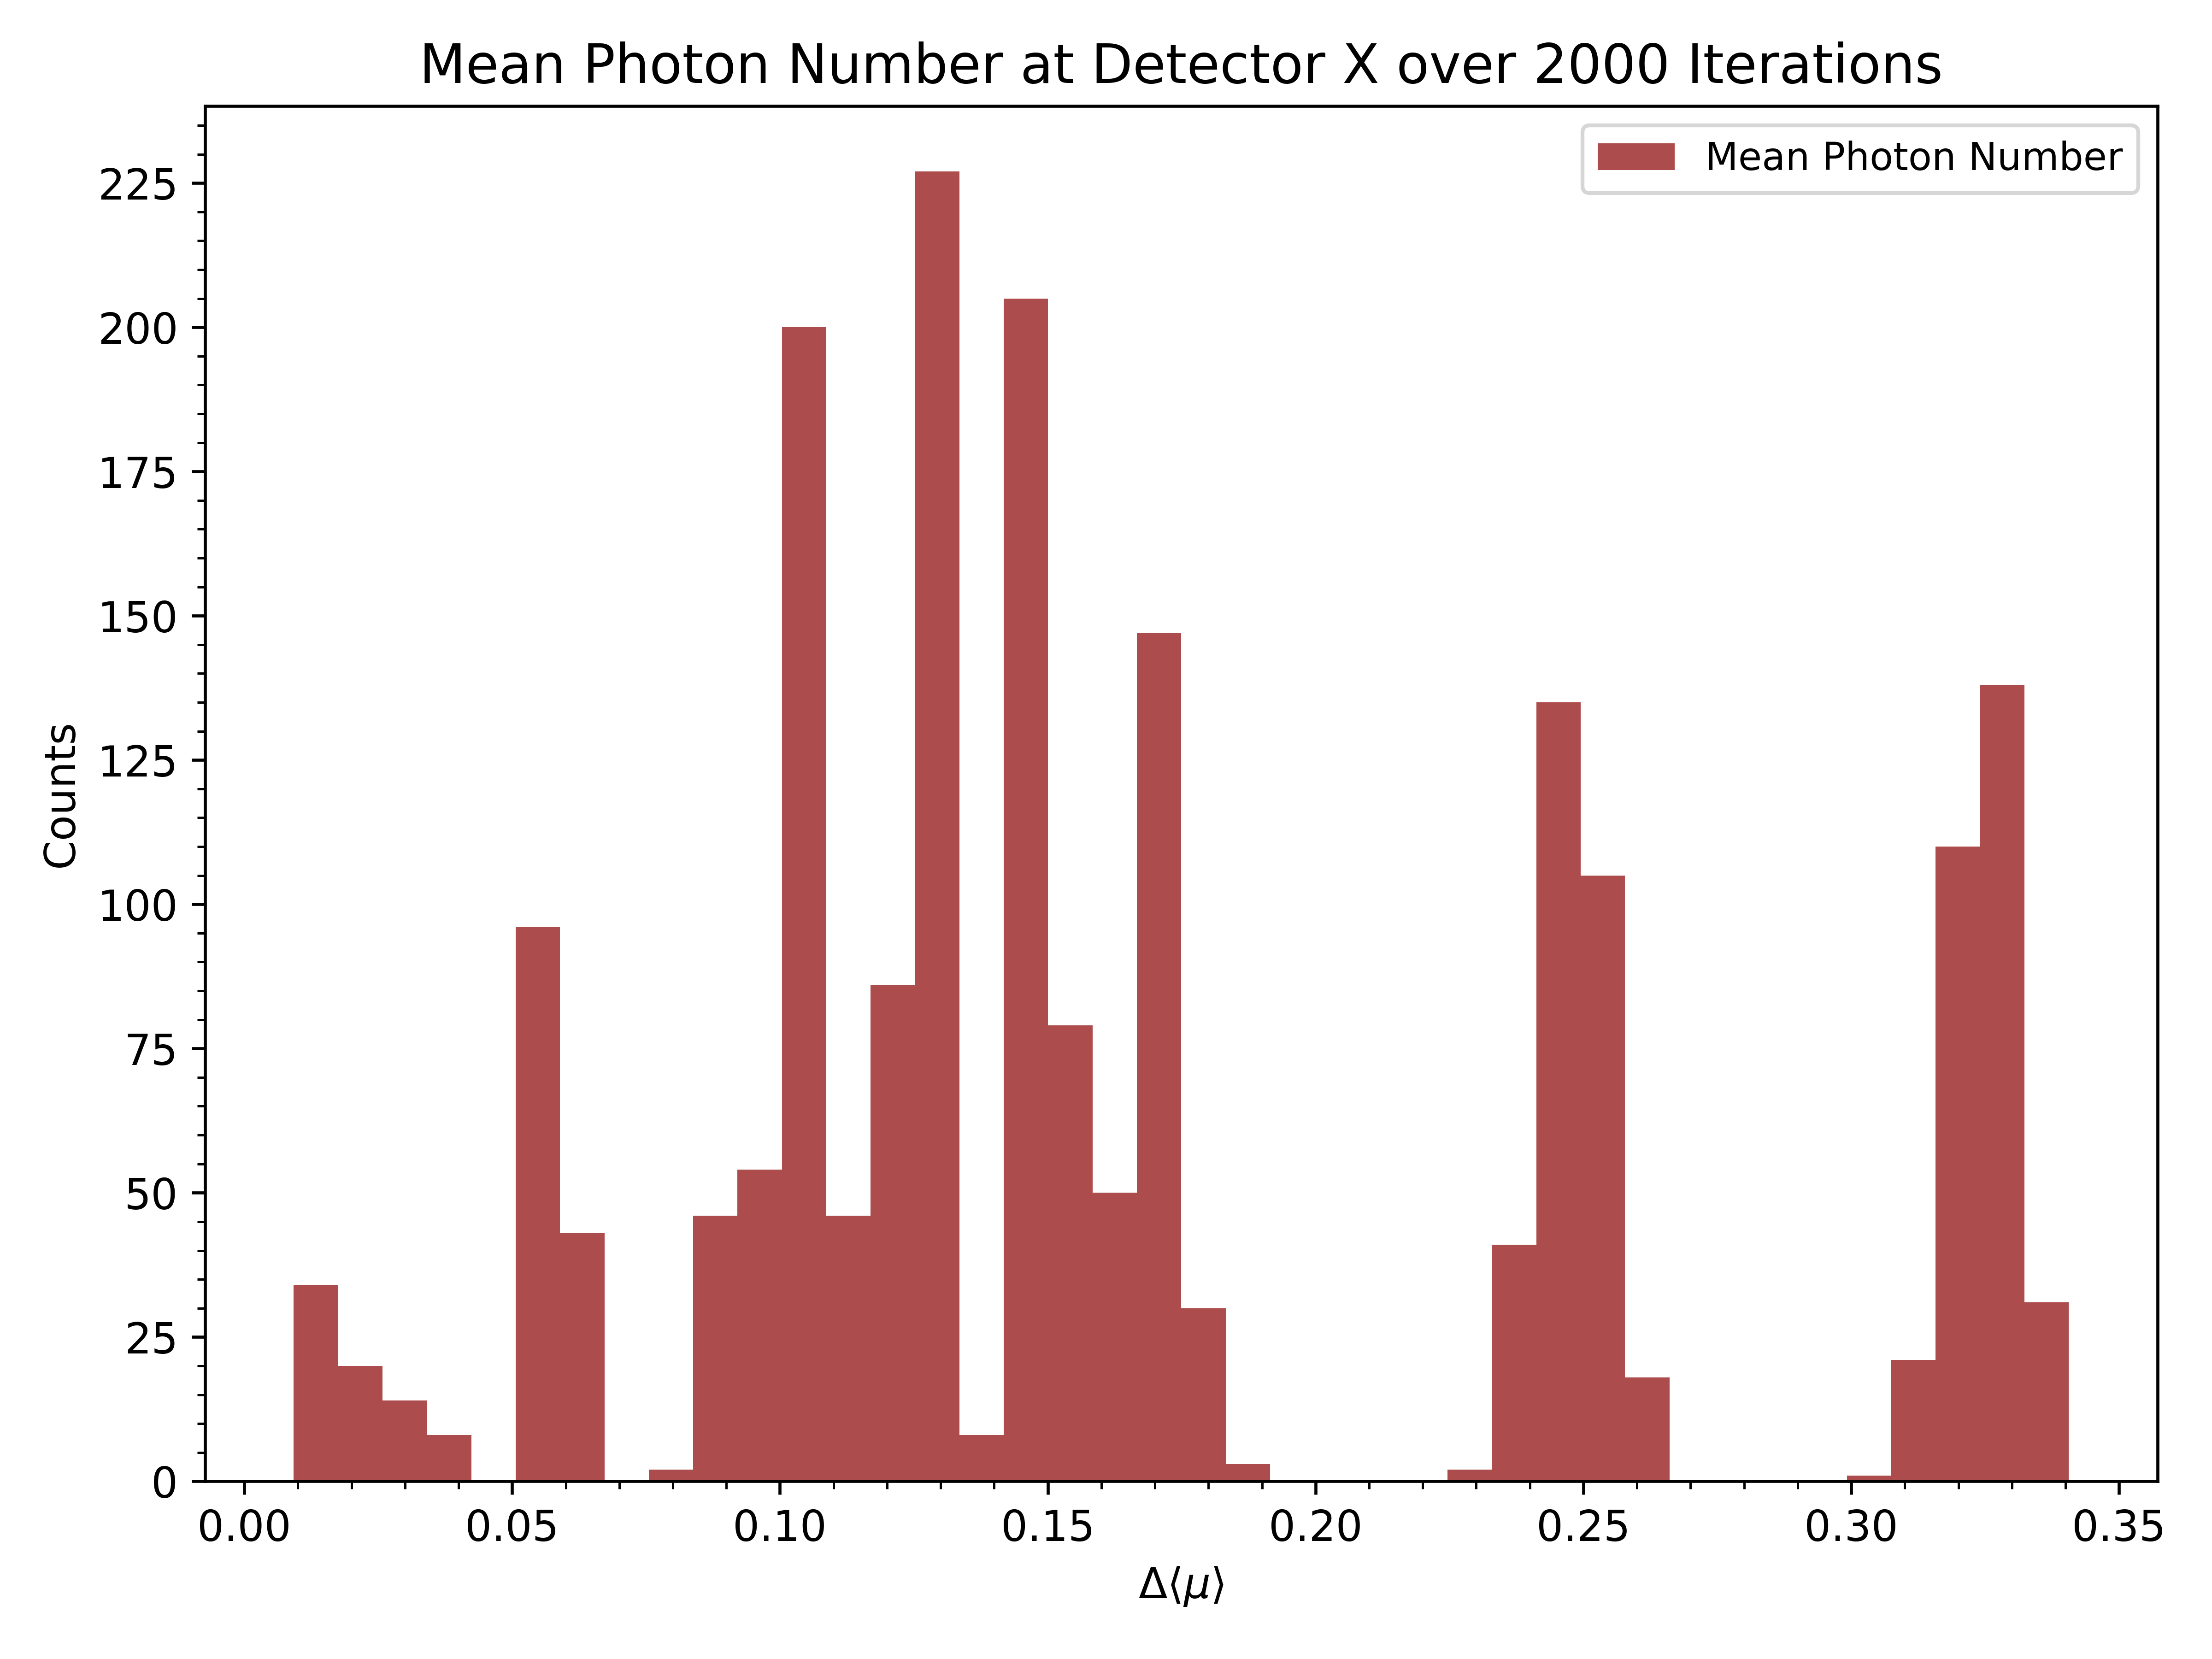 Mean Photon Number at Detector X over 2000 Iterations
Mean Photon Number
225
200
175
150
125
100
75
50
25
0
Counts
0.00 0.05 0.10 0.15 0.20 0.25 0.30 0.35
Δ⟨μ⟩